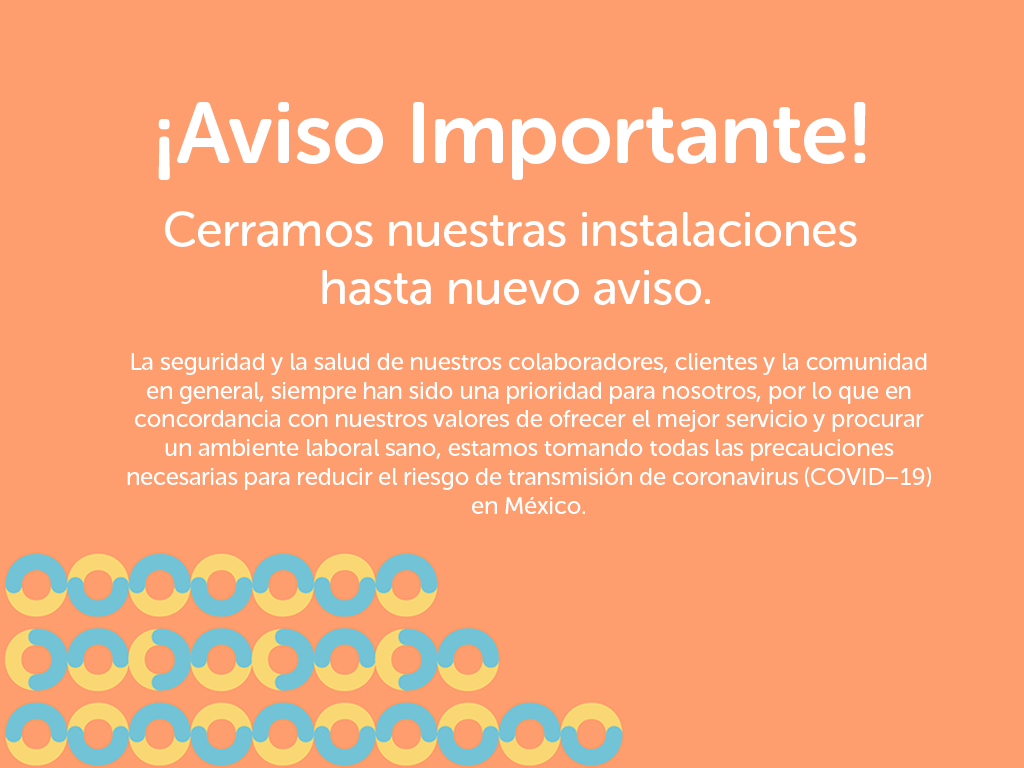 ¡Aviso Importante!
Cerramos nuestras instalaciones
hasta nuevo aviso.
La seguridad y la salud de nuestros colaboradores, clientes y la comunidad
en general, siempre han sido una prioridad para nosotros, por lo que en
concordancia con nuestros valores de ofrecer el mejor servicio y procurar
un ambiente laboral sano, estamos tomando todas las precauciones
necesarias para reducir el riesgo de transmisión de coronavirus (COVID–19)
en México.